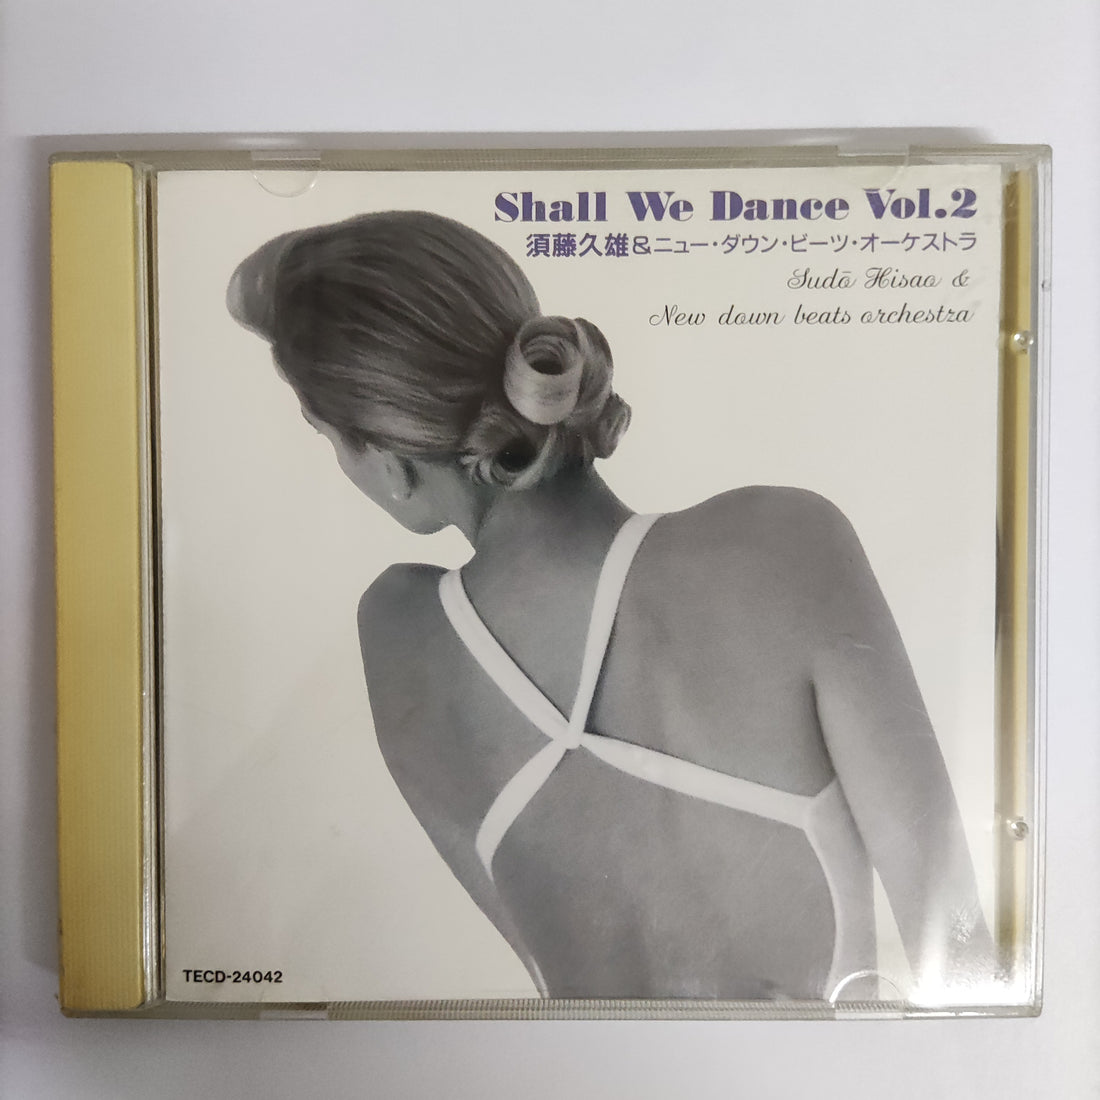 Shall We Dance Vol.2
須藤久雄&ニュー・ダウン・ビーツ・オーケストラ
Sudō Hisao &
New down beats orchestra
TECD-24042